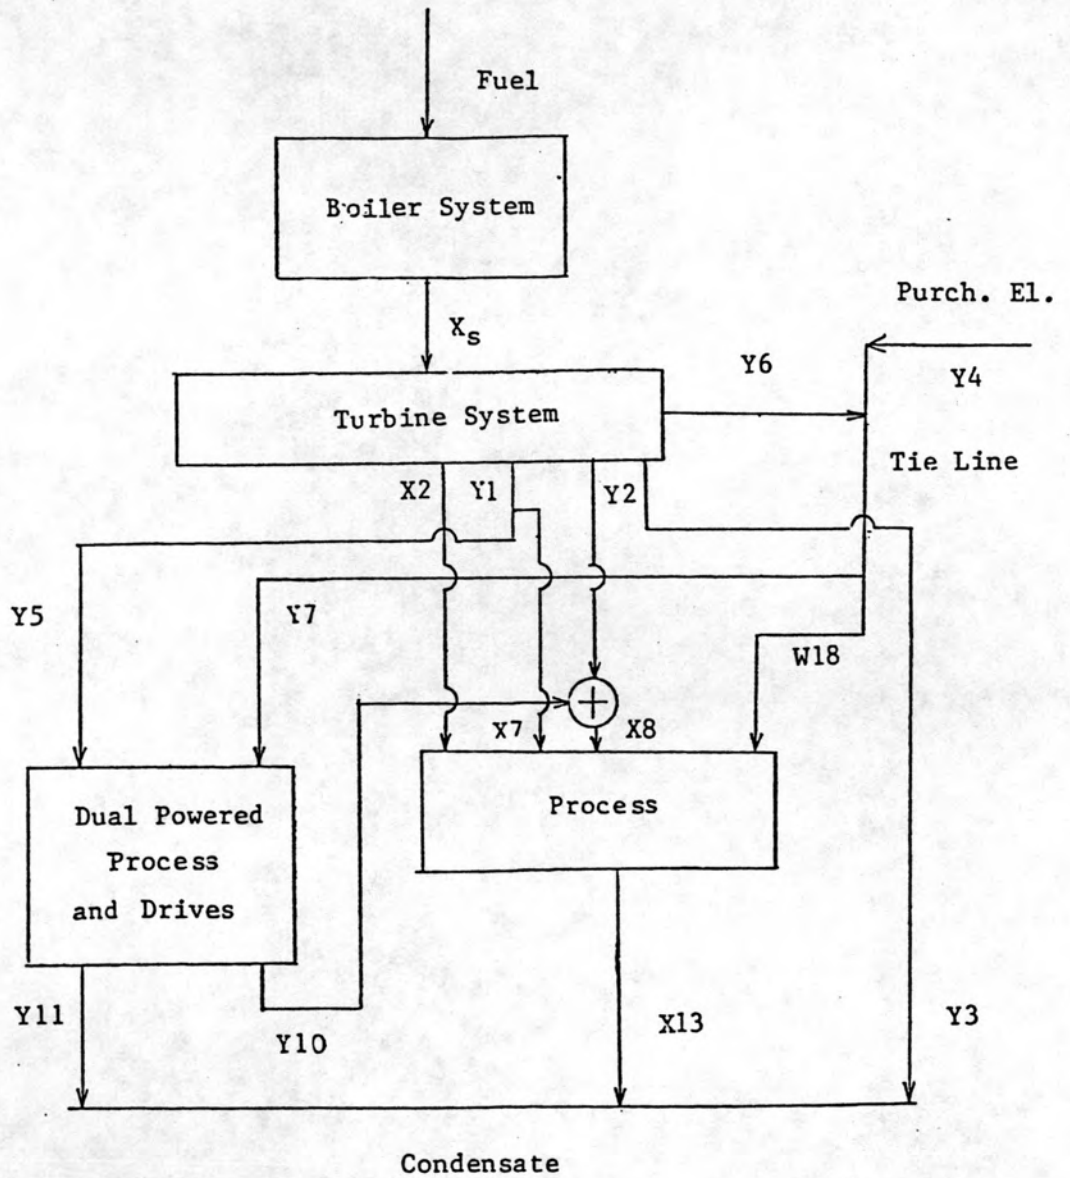 Fuel
Boiler System
Xs
Purch. El.
Y6
Y4
Turbine System
Tie Line
X2
Y1
Y2
Y5
Y7
W18
X7
X8
Dual Powered
Process
and Drives
Process
Y11
Y10
X13
Y3
Condensate